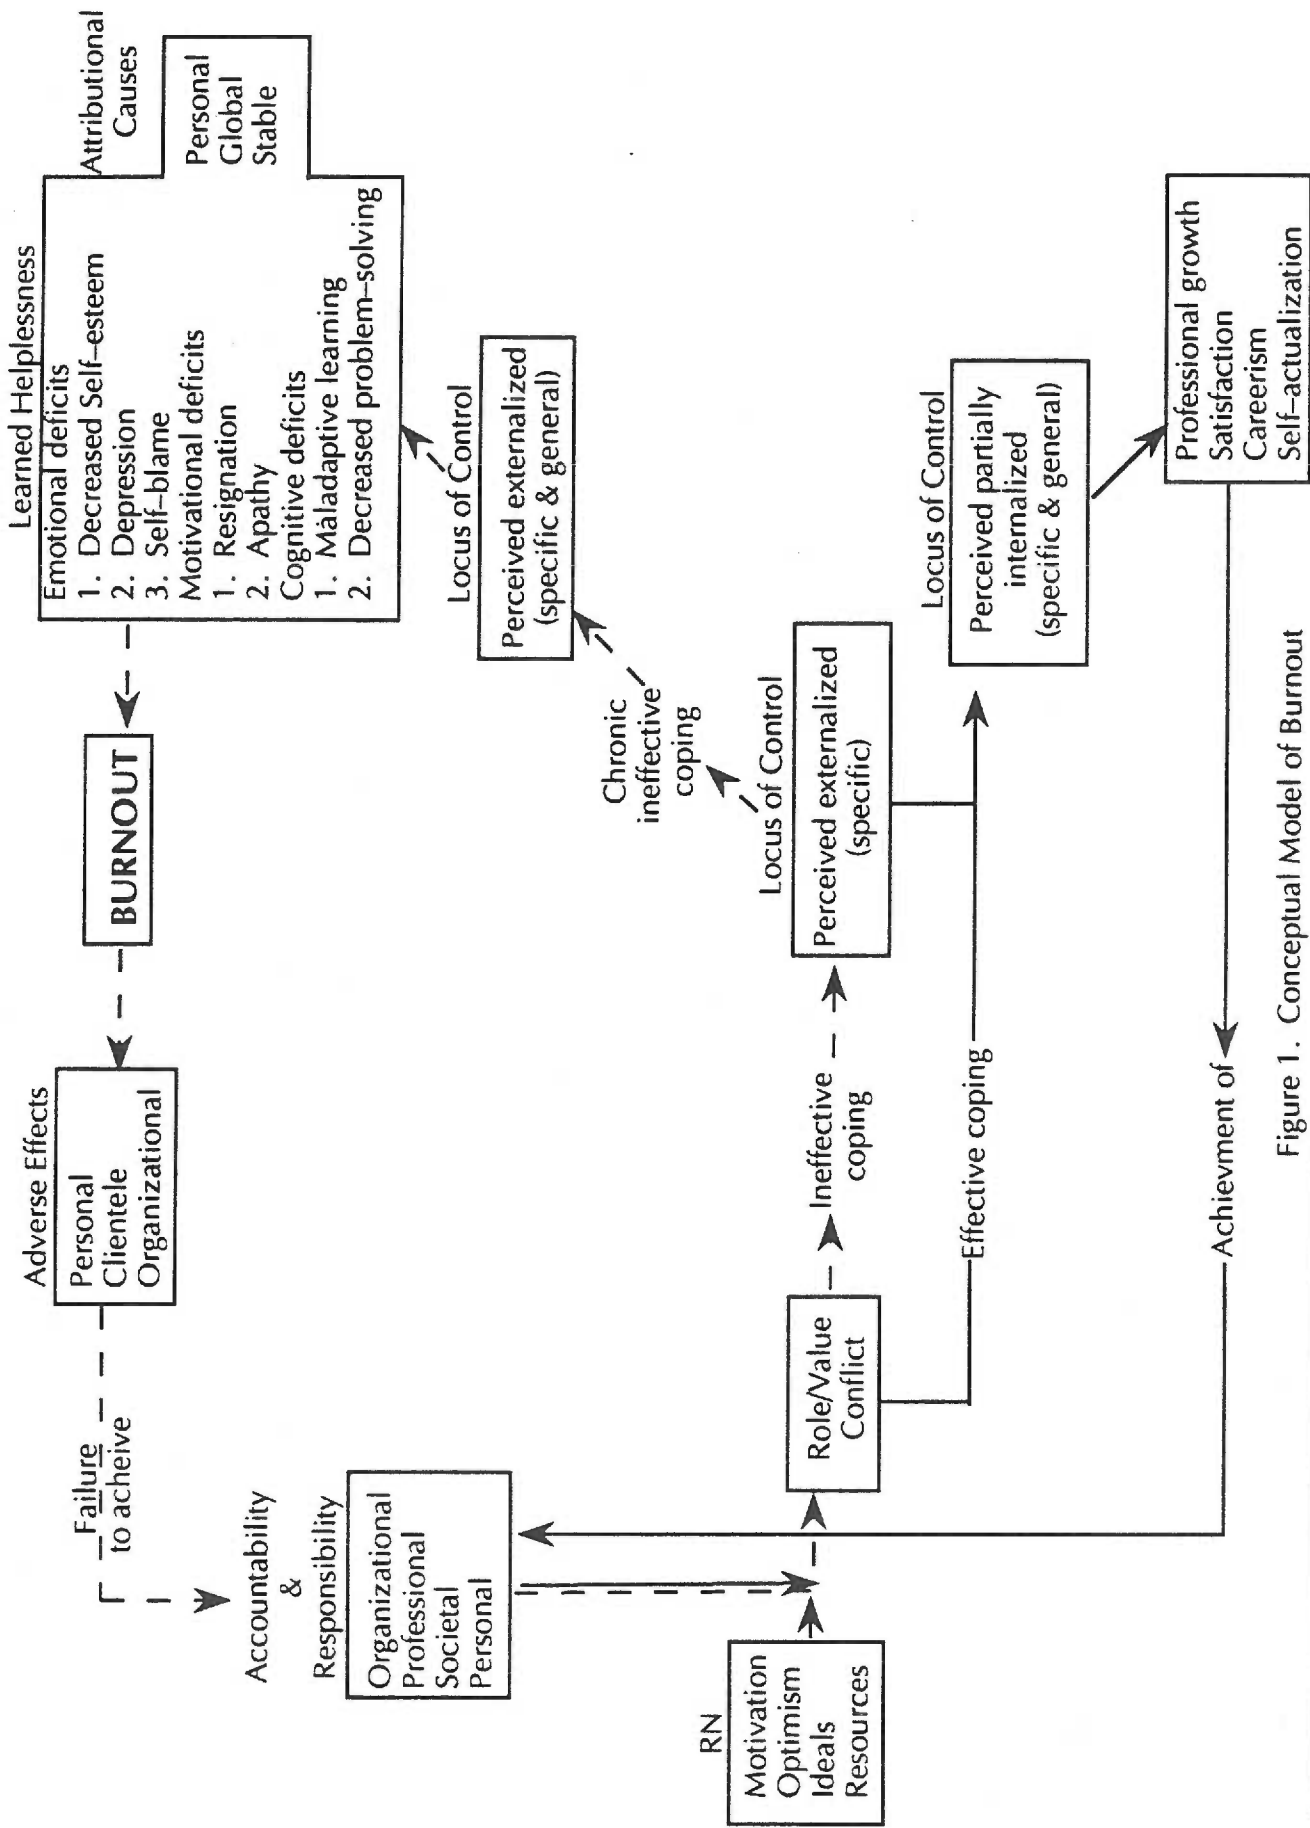 Learned Helplessness
Emotional deficits
1. Decreased Self-esteem
2. Depression
3. Self-blame
Motivational deficits
1. Resignation
2. Apathy
Cognitive deficits
1. Maladaptive learning
2. Decreased problem-solving
Attributional
Causes
Personal
Global
Stable
BURNOUT
Adverse Effects
Personal
Clientele
Organizational
Failure
to acheive
Accountability
&
Responsibility
Organizational
Professional
Societal
Personal
RN
Motivation
Optimism
Ideals
Resources
Role/Value
Conflict
Ineffective
coping
Effective coping
Locus of Control
Perceived externalized
(specific)
Chronic
ineffective
coping
Locus of Control
Perceived externalized
(specific & general)
Locus of Control
Perceived partially
internalized
(specific & general)
Professional growth
Satisfaction
Careerism
Self-actualization
Achievment of
Figure 1. Conceptual Model of Burnout